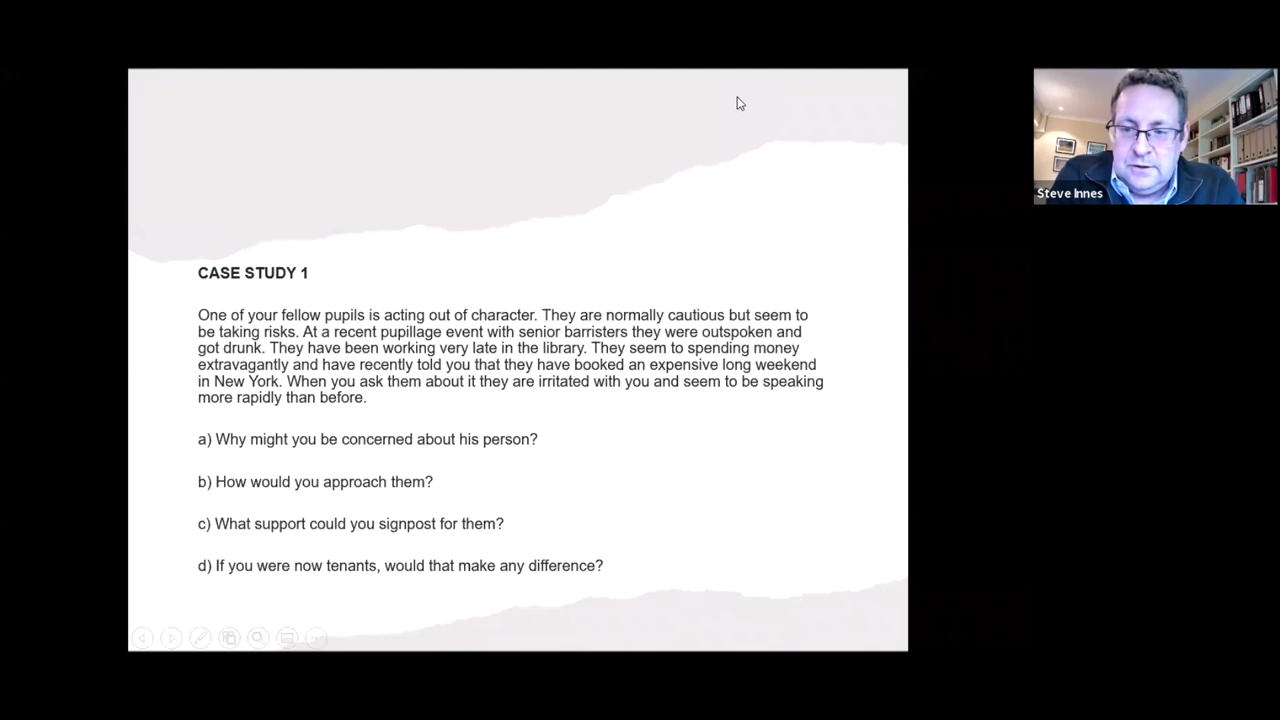 CASE STUDY 1
One of your fellow pupils is acting out of character. They are normally cautious but seem to
be taking risks. At a recent pupillage event with senior barristers they were outspoken and
got drunk. They have been working very late in the library. They seem to spending money
extravagantly and have recently told you that they have booked an expensive long weekend
in New York. When you ask them about it they are irritated with you and seem to be speaking
more rapidly than before.
a) Why might you be concerned about his person?
b) How would you approach them?
c) What support could you signpost for them?
d) If you were now tenants, would that make any difference?
Steve Innes